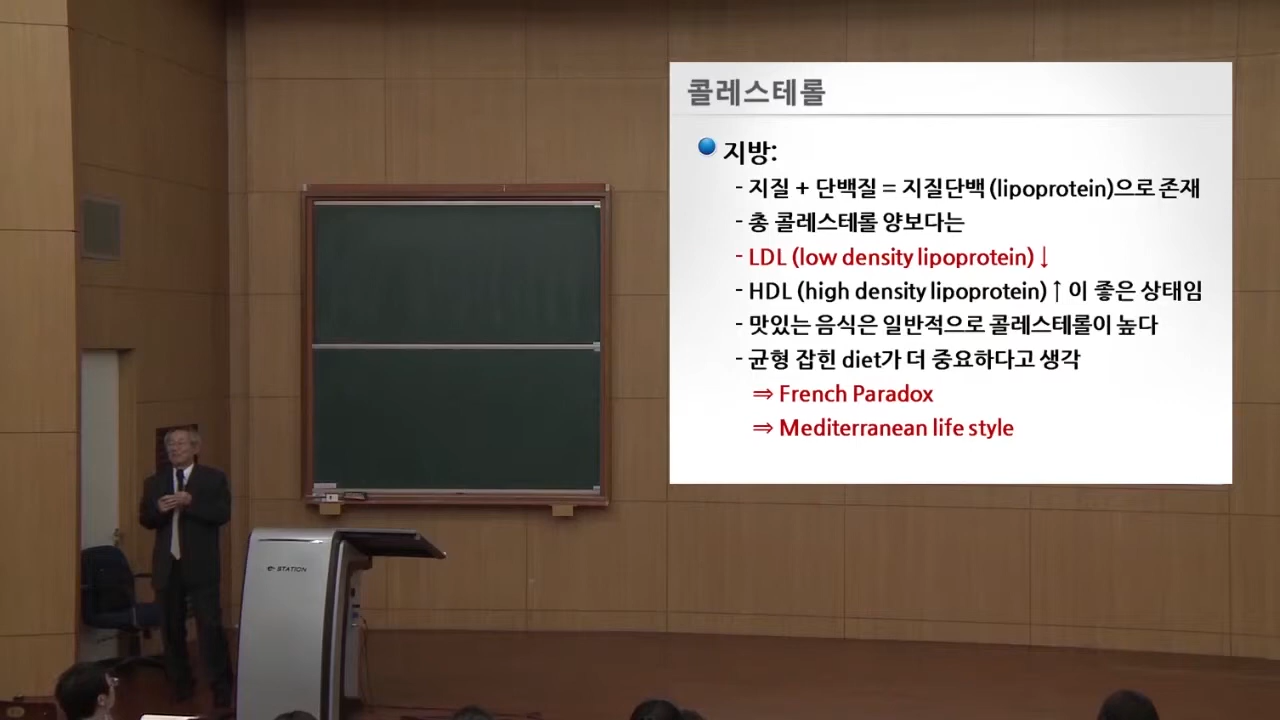 콜레스테롤
지방:
- 지질 + 단백질 = 지질단백 (lipoprotein)으로 존재
- 총 콜레스테롤 양보다는
- LDL (low density lipoprotein) ↓
- HDL (high density lipoprotein) ↑ 이 좋은 상태임
- 맛있는 음식은 일반적으로 콜레스테롤이 높다
- 균형 잡힌 diet가 더 중요하다고 생각
⇒ French Paradox
⇒ Mediterranean life style
e-STATION